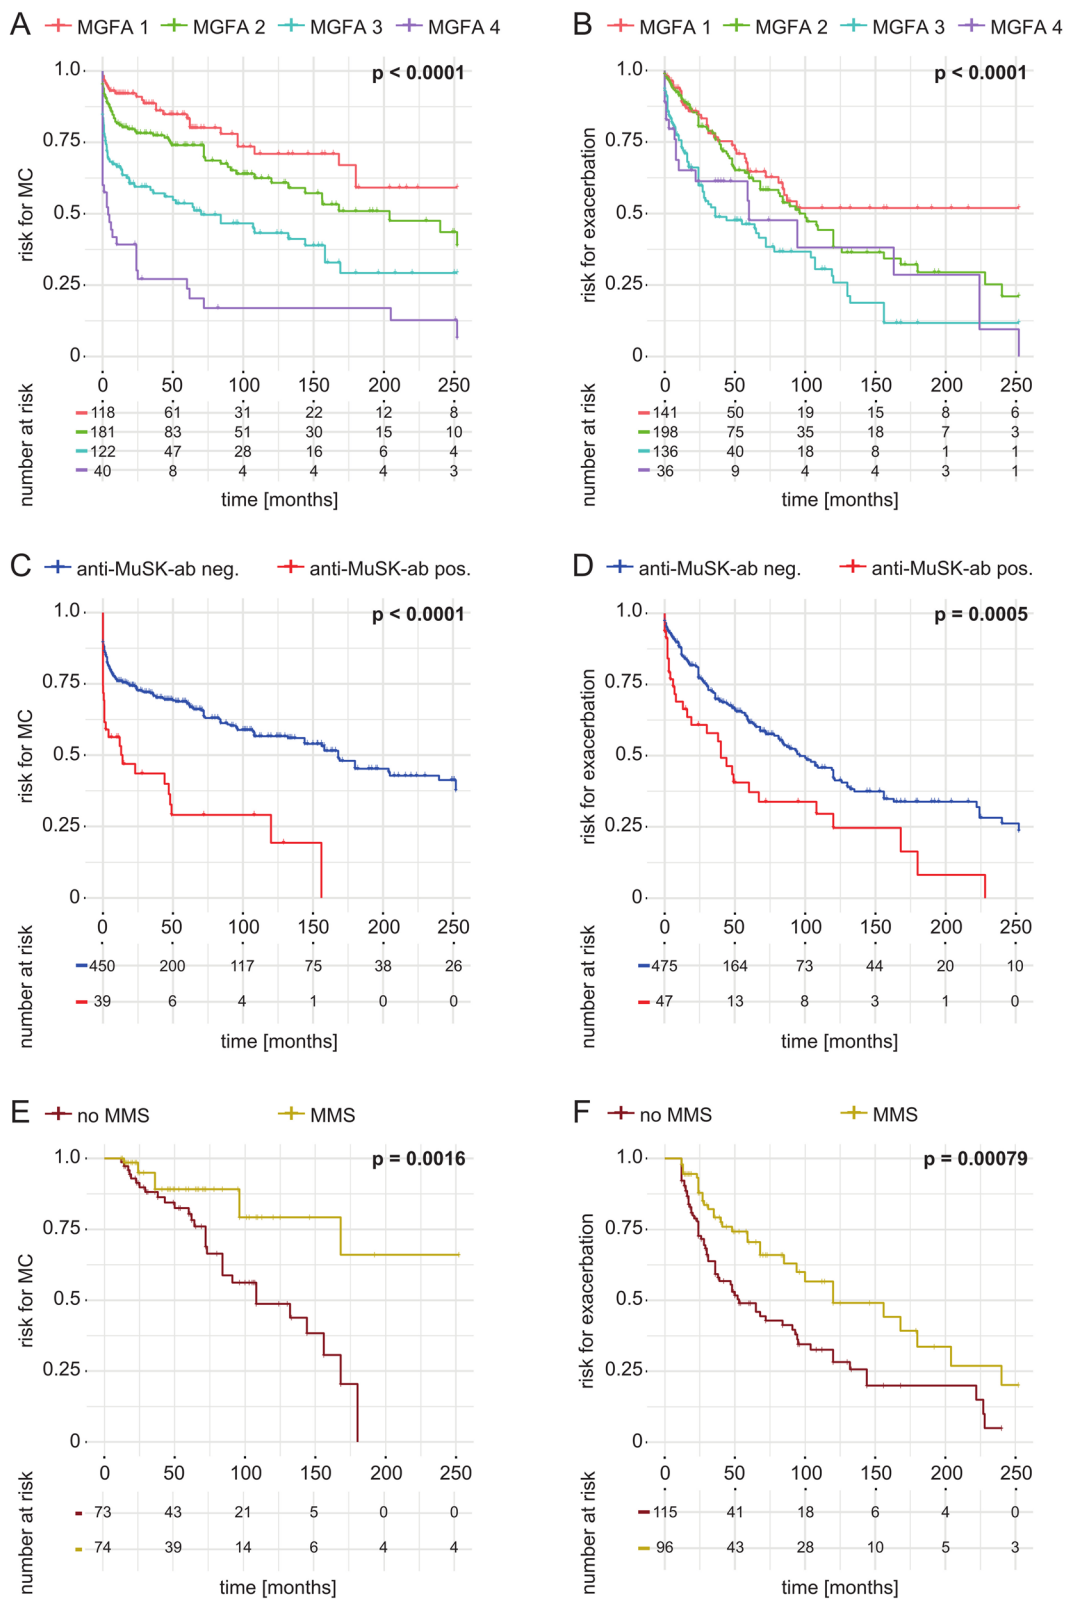 A MGFA 1 MGFA 2 MGFA 3 MGFA 4
p < 0.0001
risk for MC
1.0
0.75
0.5
0.25
0
0 50 100 150 200 250
number at risk
118 61 31 22 12 8
181 83 51 30 15 10
122 47 28 16 6 4
40 8 4 4 4 3
time [months]
B MGFA 1 MGFA 2 MGFA 3 MGFA 4
p < 0.0001
risk for exacerbation
1.0
0.75
0.5
0.25
0
0 50 100 150 200 250
number at risk
141 50 19 15 8 6
198 75 35 18 7 3
136 40 18 8 1 1
36 9 4 4 3 1
time [months]
C anti-MuSK-ab neg. anti-MuSK-ab pos.
p < 0.0001
risk for MC
1.0
0.75
0.5
0.25
0
0 50 100 150 200 250
number at risk
450 200 117 75 38 26
39 6 4 1 0 0
time [months]
D anti-MuSK-ab neg. anti-MuSK-ab pos.
p = 0.0005
risk for exacerbation
1.0
0.75
0.5
0.25
0
0 50 100 150 200 250
number at risk
475 164 73 44 20 10
47 13 8 3 1 0
time [months]
E no MMS MMS
p = 0.0016
risk for MC
1.0
0.75
0.5
0.25
0
0 50 100 150 200 250
number at risk
73 43 21 5 0 0
74 39 14 6 4 4
time [months]
F no MMS MMS
p = 0.00079
risk for exacerbation
1.0
0.75
0.5
0.25
0
0 50 100 150 200 250
number at risk
115 41 18 6 4 0
96 43 28 10 5 3
time [months]